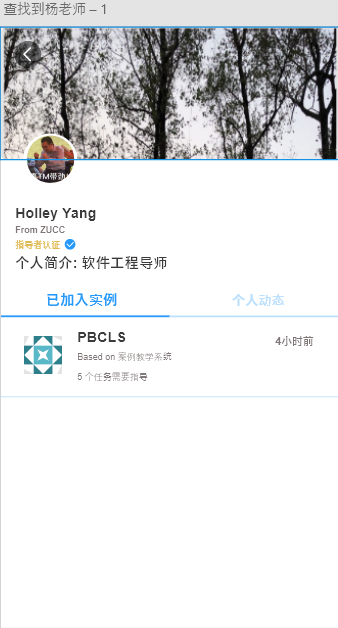 查找到杨老师 – 1
Holley Yang
From ZUCC
指导者认证
个人简介: 软件工程导师
已加入实例
个人动态
PBCLS
4小时前
Based on 案例教学系统
5 个任务需要指导